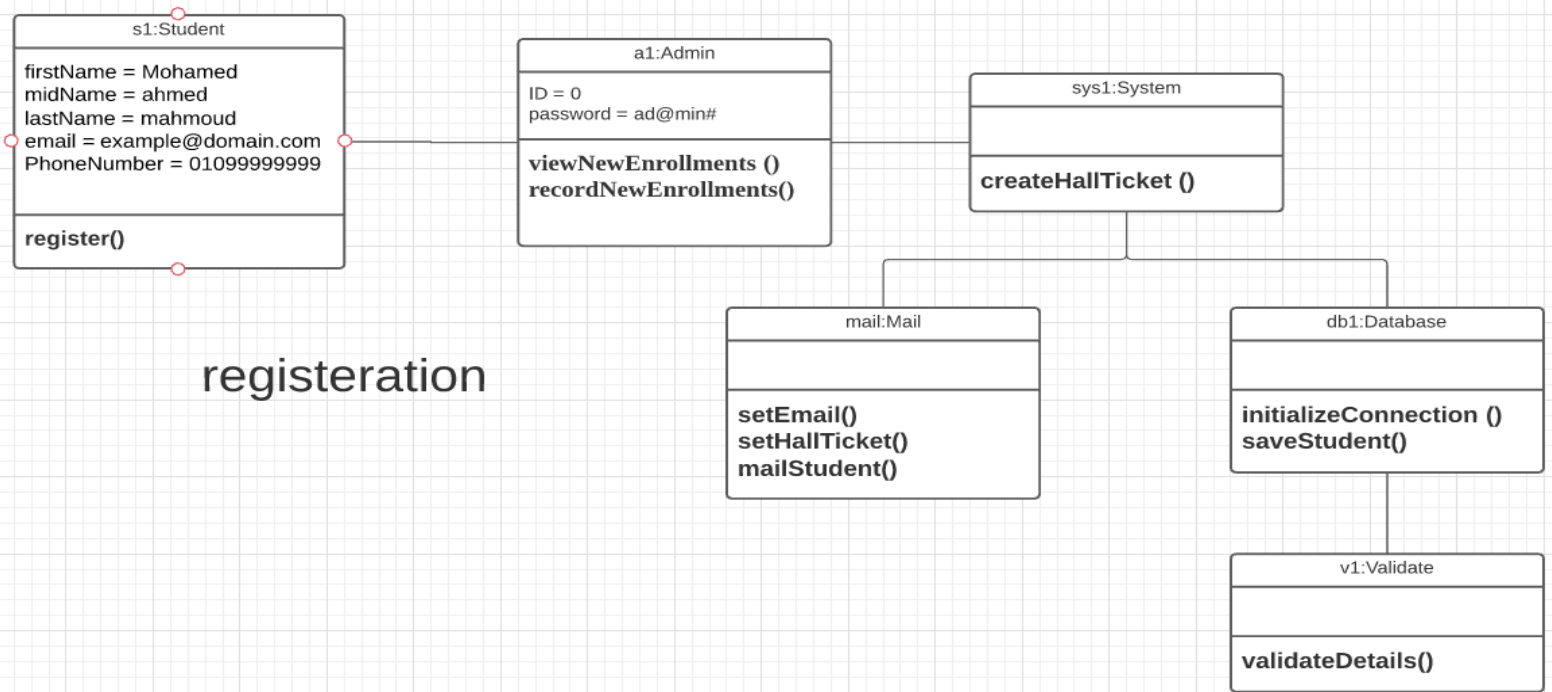 s1:Student
firstName = Mohamed
midName = ahmed
lastName = mahmoud
email = example@domain.com
PhoneNumber = 01099999999
register()
a1:Admin
ID = 0
password = ad@min#
viewNewEnrollments ()
recordNewEnrollments()
sys1:System
createHallTicket ()
registeration
mail:Mail
setEmail()
setHallTicket()
mailStudent()
db1:Database
initializeConnection ()
saveStudent()
v1:Validate
validateDetails()